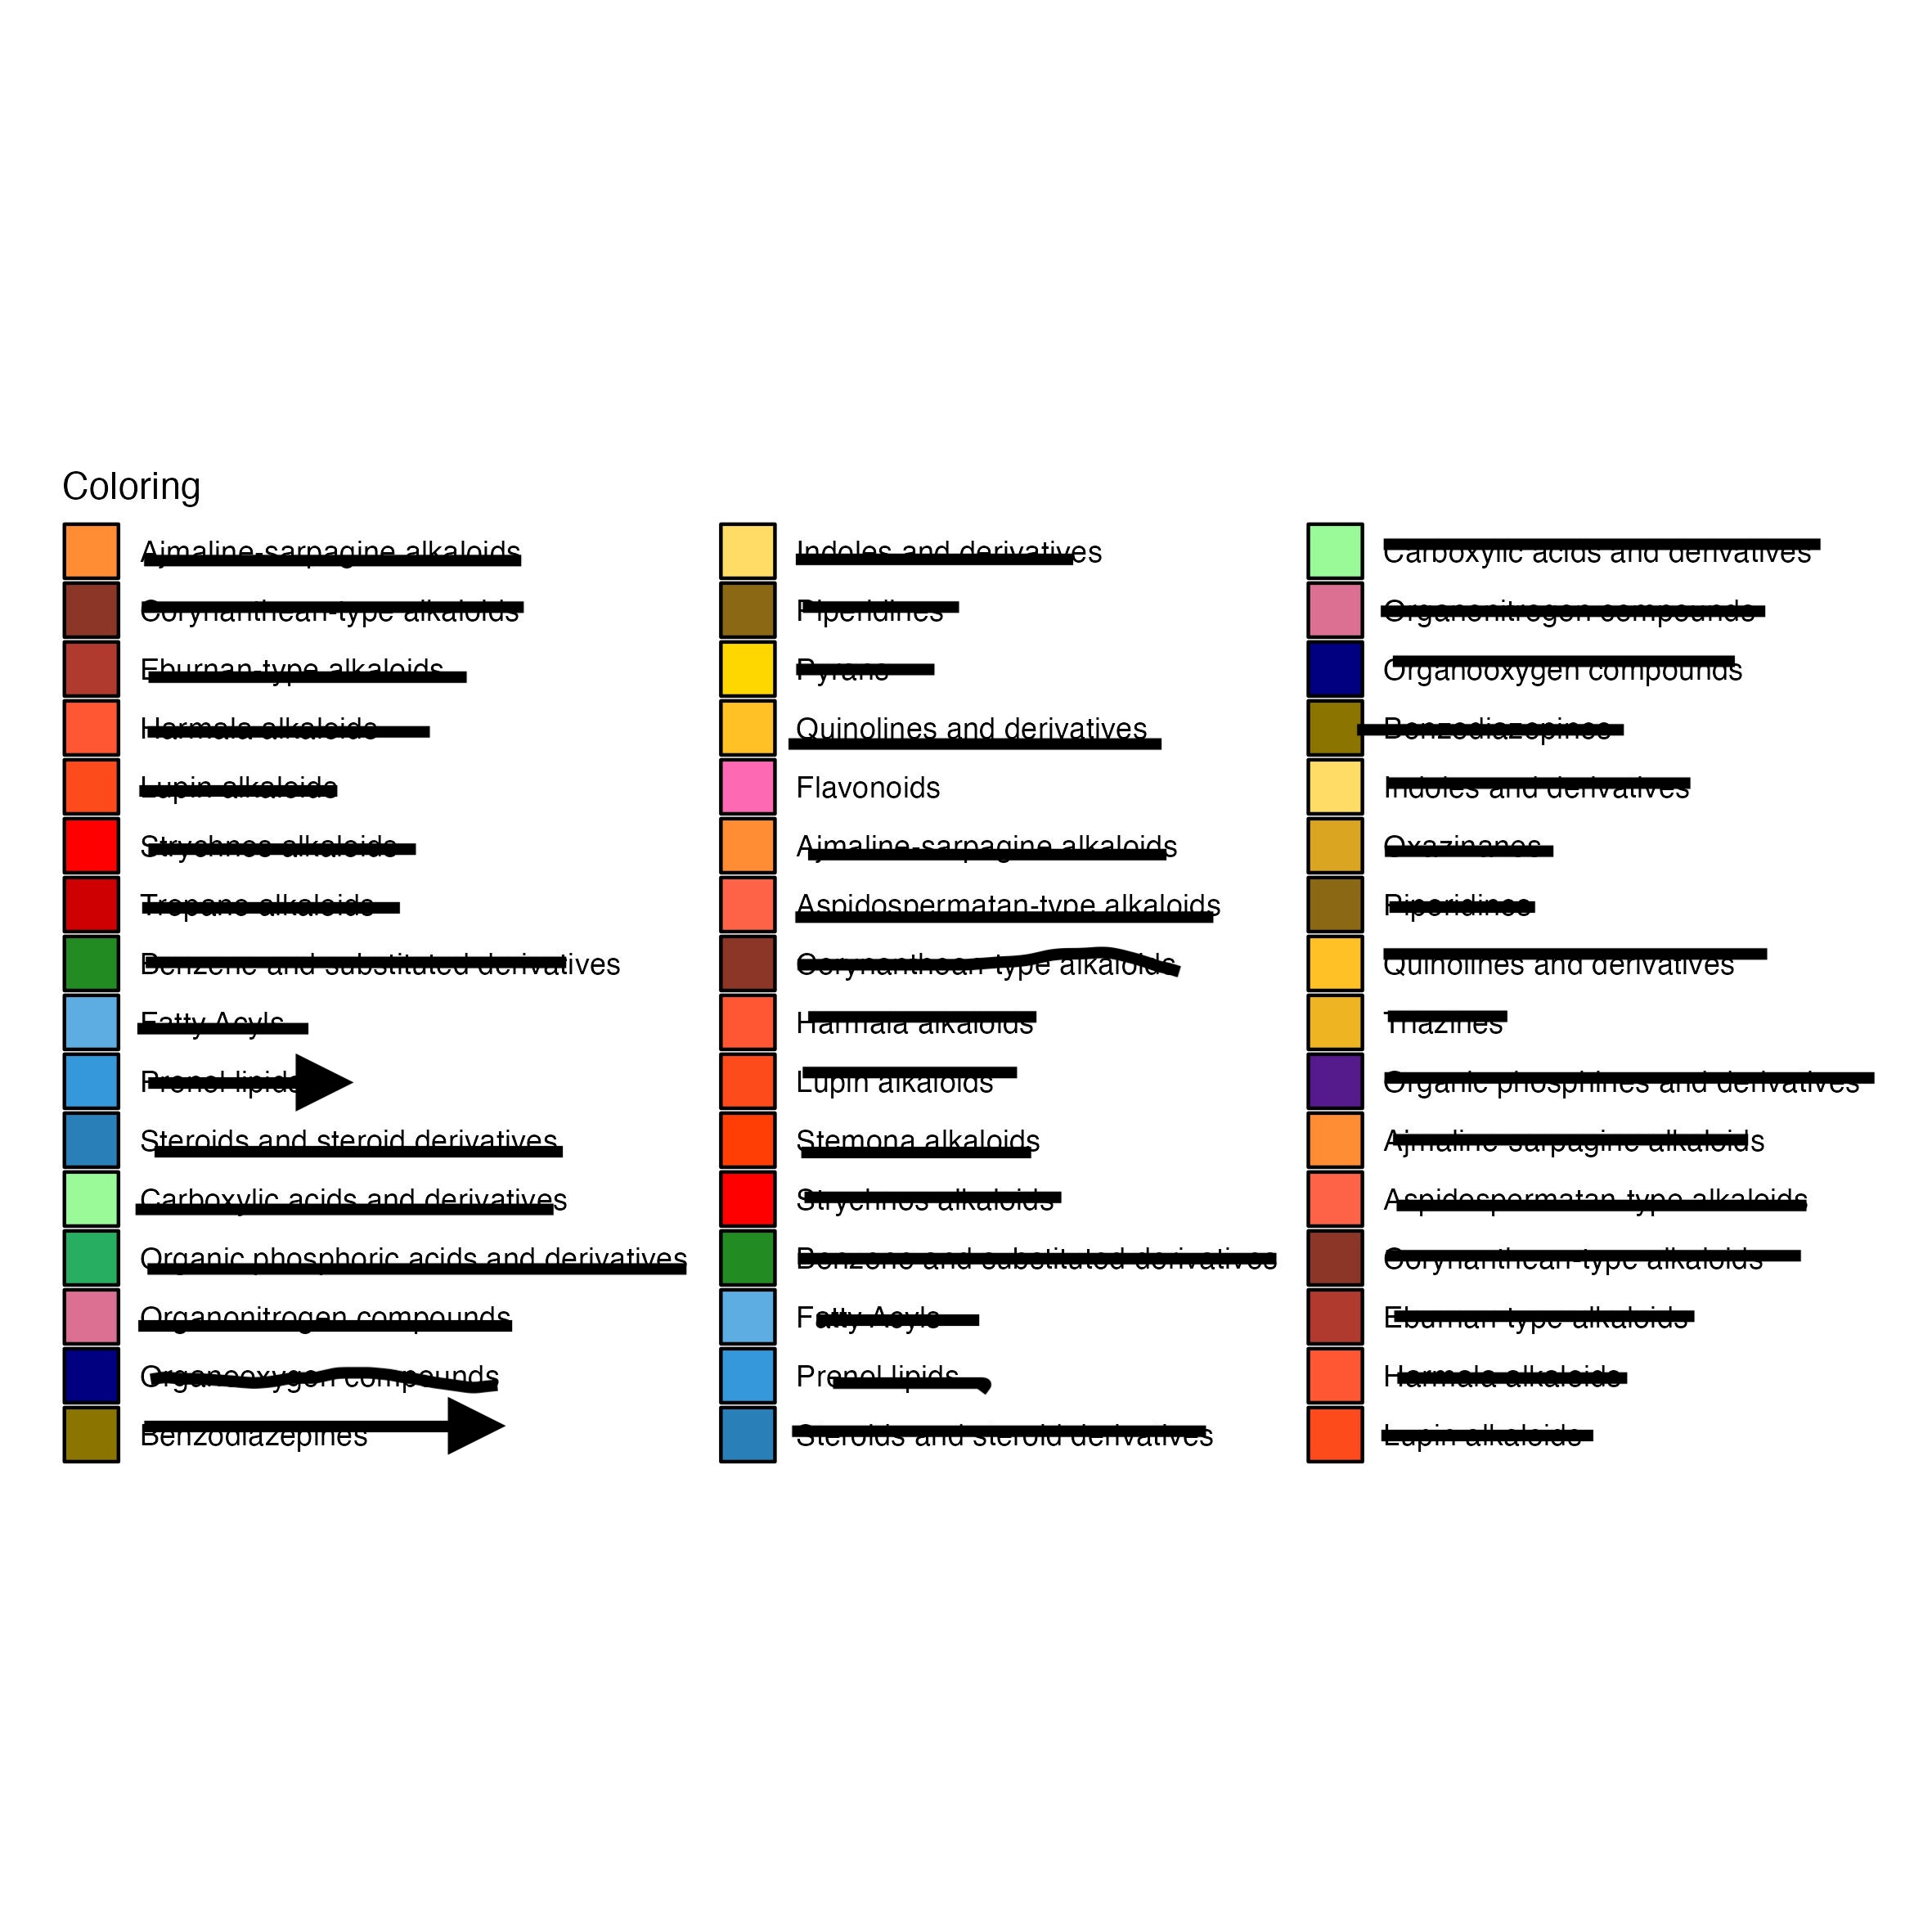 Coloring
Ajmaline-sarpagine alkaloids
Corynanthean-type alkaloids
Eburnan-type alkaloids
Harmala alkaloids
Lupin alkaloids
Strychnos alkaloids
Tropane alkaloids
Benzene and substituted derivatives
Fatty Acyls
Prenol lipids
Steroids and steroid derivatives
Carboxylic acids and derivatives
Organic phosphoric acids and derivatives
Organonitrogen compounds
Organooxygen compounds
Benzodiazepines
Indoles and derivatives
Piperidines
Pyrans
Quinolines and derivatives
Flavonoids
Ajmaline-sarpagine alkaloids
Aspidospermatan-type alkaloids
Corynanthean-type alkaloids
Harmala alkaloids
Lupin alkaloids
Stemona alkaloids
Strychnos alkaloids
Benzene and substituted derivatives
Fatty Acyls
Prenol lipids
Steroids and steroid derivatives
Carboxylic acids and derivatives
Organonitrogen compounds
Organooxygen compounds
Benzodiazepines
Indoles and derivatives
Oxazinanes
Piperidines
Quinolines and derivatives
Triazines
Organic phosphines and derivatives
Ajmaline-sarpagine alkaloids
Aspidospermatan-type alkaloids
Corynanthean-type alkaloids
Eburnan-type alkaloids
Harmala alkaloids
Lupin alkaloids